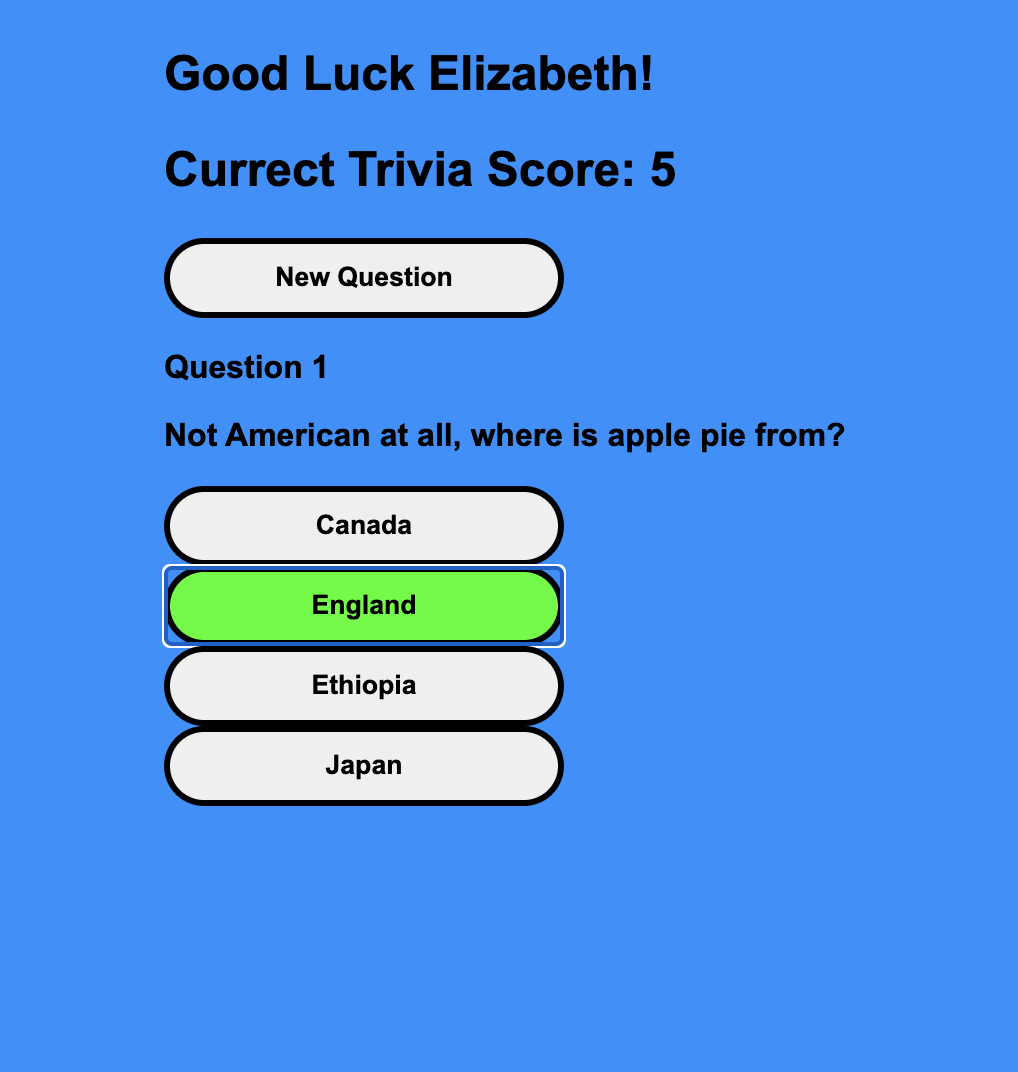 Good Luck Elizabeth!
Currect Trivia Score: 5
New Question
Question 1
Not American at all, where is apple pie from?
Canada
England
Ethiopia
Japan